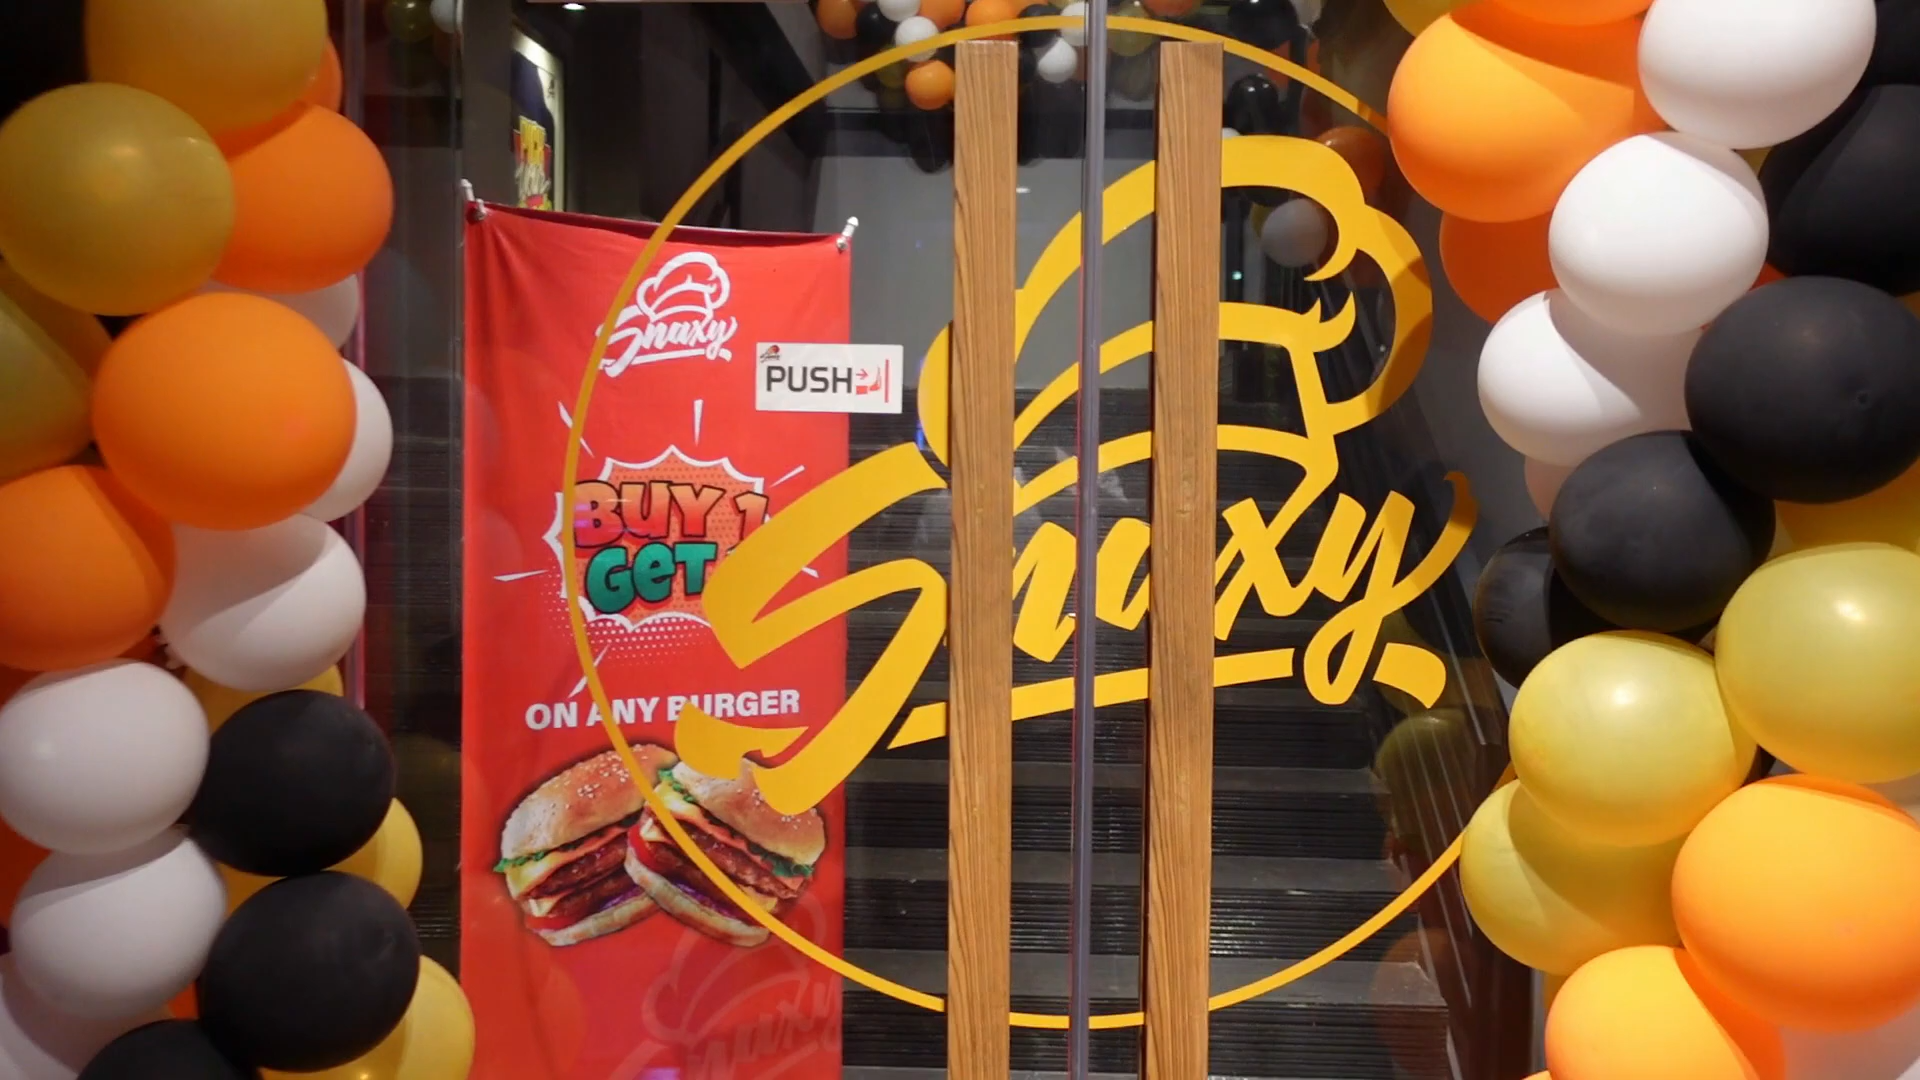 Snaxy
PUSH
BUY 1
GET
ON ANY BURGER
Snaxy